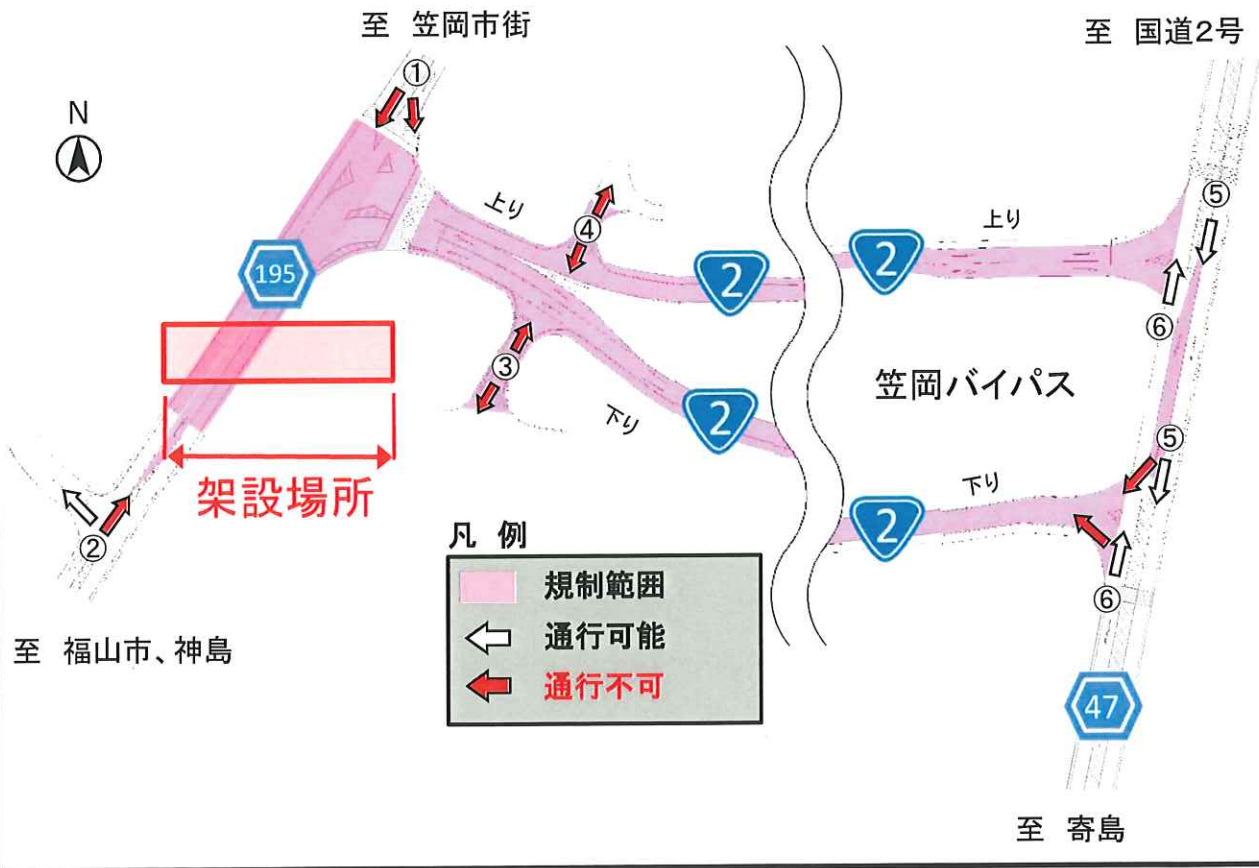 至 笠岡市街
至 国道2号
N
①
⑤
上り
④
上り
195
2
2
⑥
③
笠岡バイパス
下り
2
⑤
架設場所
下り
2
②
凡 例
規制範囲
⑥
通行可能
至 福山市、神島
通行不可
47
至 寄島